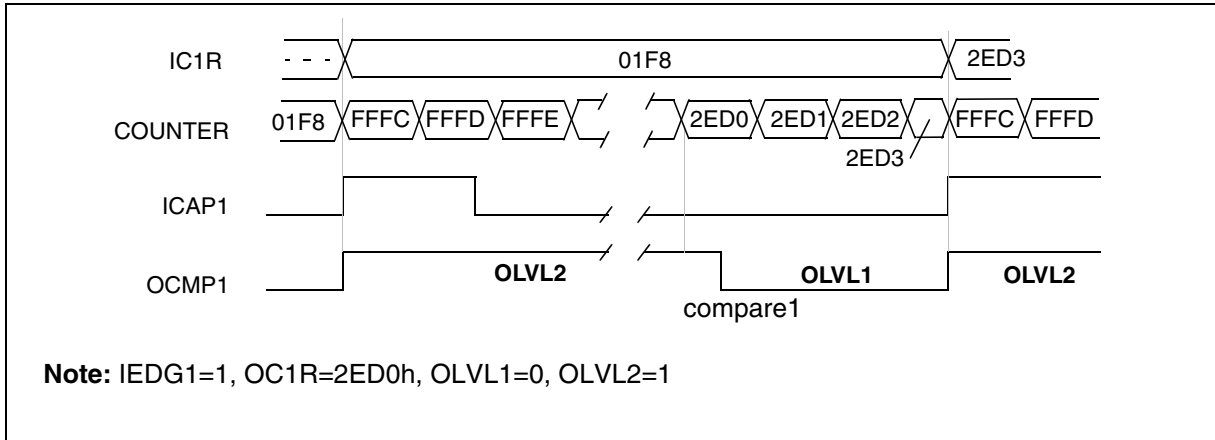 IC1R - - - 01F8 2ED3
COUNTER 01F8 FFFC FFFD FFFE 2ED0 2ED1 2ED2 FFFC FFFD
2ED3
ICAP1
OCMP1 OLVL2 OLVL1 OLVL2
compare1
Note: IEDG1=1, OC1R=2ED0h, OLVL1=0, OLVL2=1